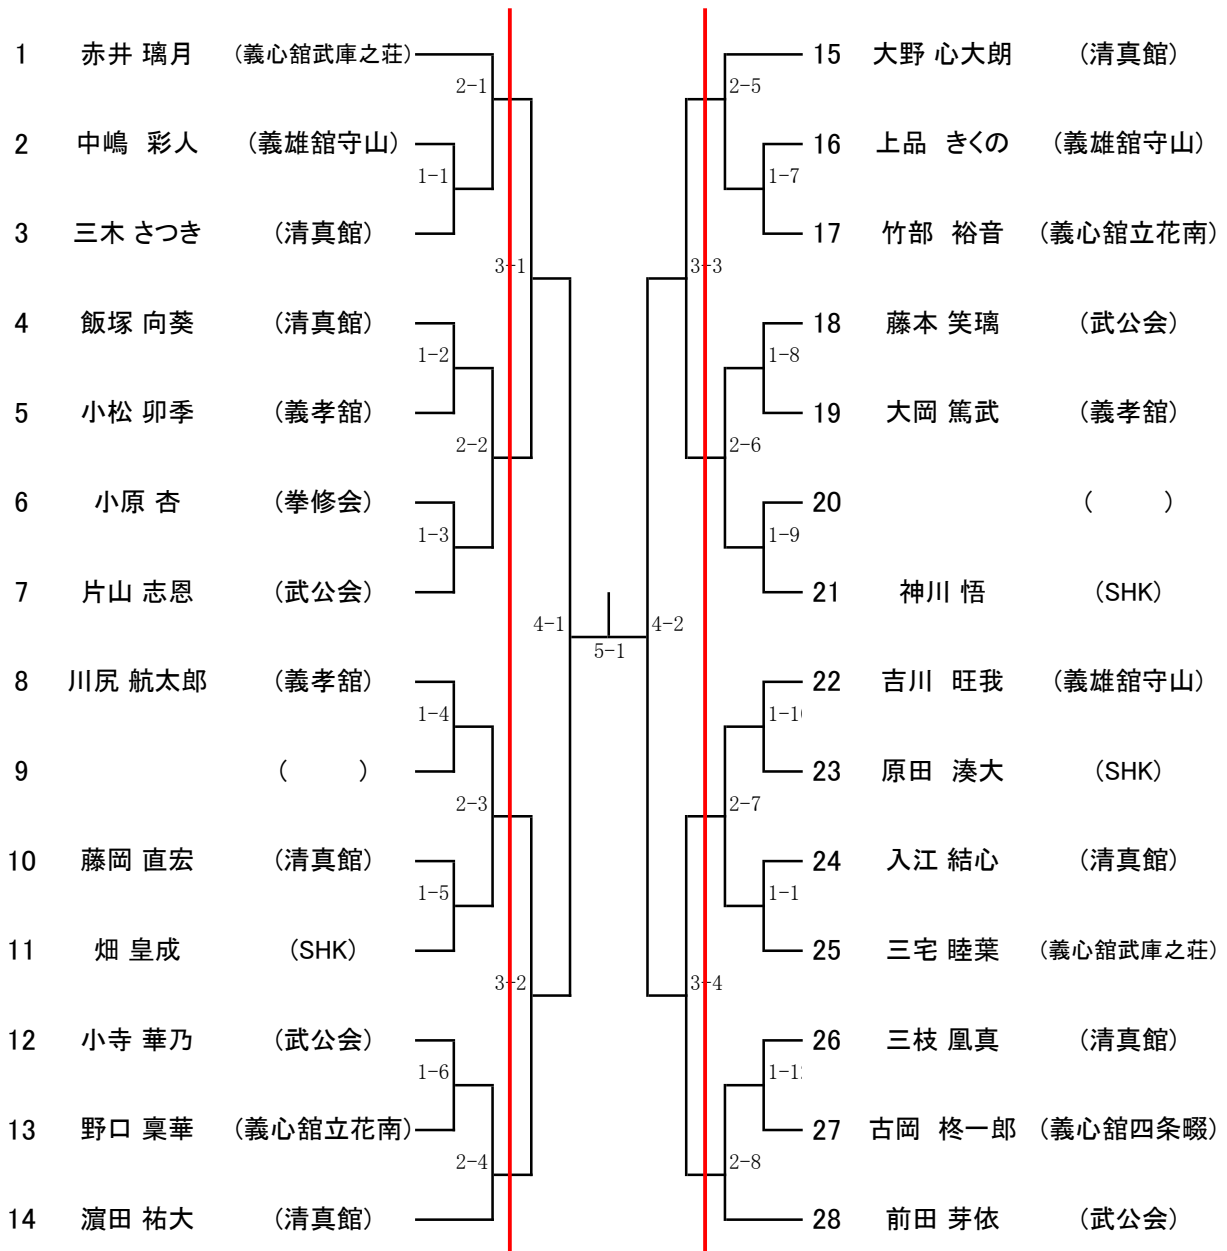 1 赤井 璃月 (義心舘武庫之荘)
2-1
2 中嶋 彩人 (義雄舘守山)
1-1
3 三木 さつき (清真館)
3-1
4 飯塚 向葵 (清真館)
1-2
5 小松 卯季 (義孝舘)
2-2
6 小原 杏 (拳修会)
1-3
7 片山 志恩 (武公会)
4-1
8 川尻 航太郎 (義孝舘)
1-4
9 ( )
2-3
10 藤岡 直宏 (清真館)
1-5
11 畑 皇成 (SHK)
3-2
12 小寺 華乃 (武公会)
1-6
13 野口 稟華 (義心舘立花南)
2-4
14 濵田 祐大 (清真館)
5-1
15 大野 心大朗 (清真館)
2-5
16 上品 きくの (義雄舘守山)
1-7
17 竹部 裕音 (義心舘立花南)
3-3
18 藤本 笑璃 (武公会)
1-8
19 大岡 篤武 (義孝舘)
2-6
20 ( )
1-9
21 神川 悟 (SHK)
4-2
22 吉川 旺我 (義雄舘守山)
1-10
23 原田 湊大 (SHK)
2-7
24 入江 結心 (清真館)
1-1
25 三宅 睦葉 (義心舘武庫之荘)
3-4
26 三枝 凰真 (清真館)
1-12
27 古岡 柊一郎 (義心舘四条畷)
2-8
28 前田 芽依 (武公会)